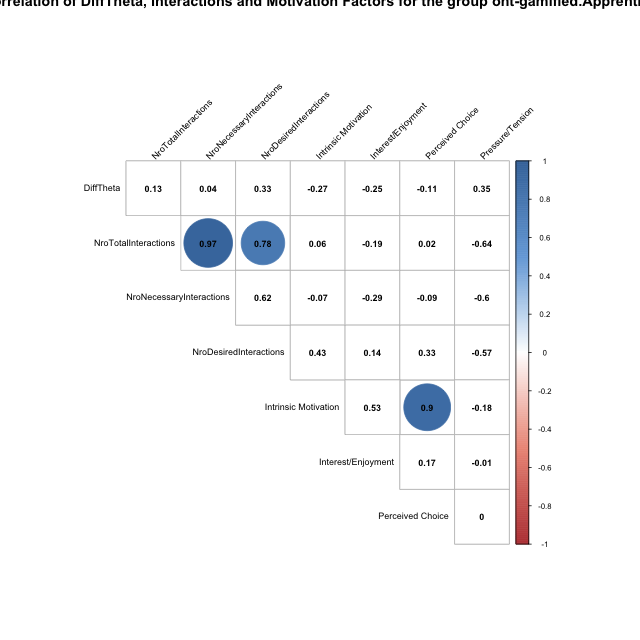 rrelation of DiffTheta, Interactions and Motivation Factors for the group ont-gamified.Apprenti
NroTotalInteractions
NroNecessaryInteractions
NroDesiredInteractions
Intrinsic Motivation
Interest/Enjoyment
Perceived Choice
Pressure/Tension
DiffTheta 0.13 0.04 0.33 -0.27 -0.25 -0.11 0.35
NroTotalInteractions 0.97 0.78 0.06 -0.19 0.02 -0.64
NroNecessaryInteractions 0.62 -0.07 -0.29 -0.09 -0.6
NroDesiredInteractions 0.43 0.14 0.33 -0.57
Intrinsic Motivation 0.53 0.9 -0.18
Interest/Enjoyment 0.17 -0.01
Perceived Choice 0
1
0.8
0.6
0.4
0.2
0
-0.2
-0.4
-0.6
-0.8
-1